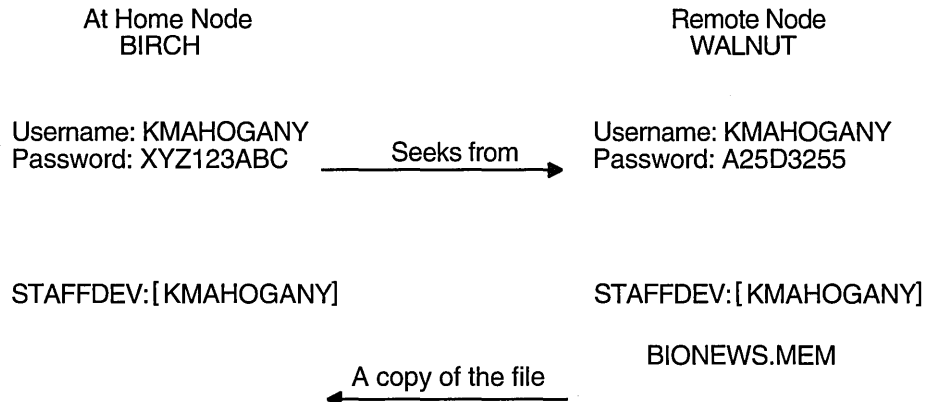 At Home Node
BIRCH
Remote Node
WALNUT
Username: KMAHOGANY
Password: XYZ123ABC
Seeks from
Username: KMAHOGANY
Password: A25D3255
STAFFDEV:[KMAHOGANY]
STAFFDEV:[KMAHOGANY]
BIONEWS.MEM
A copy of the file